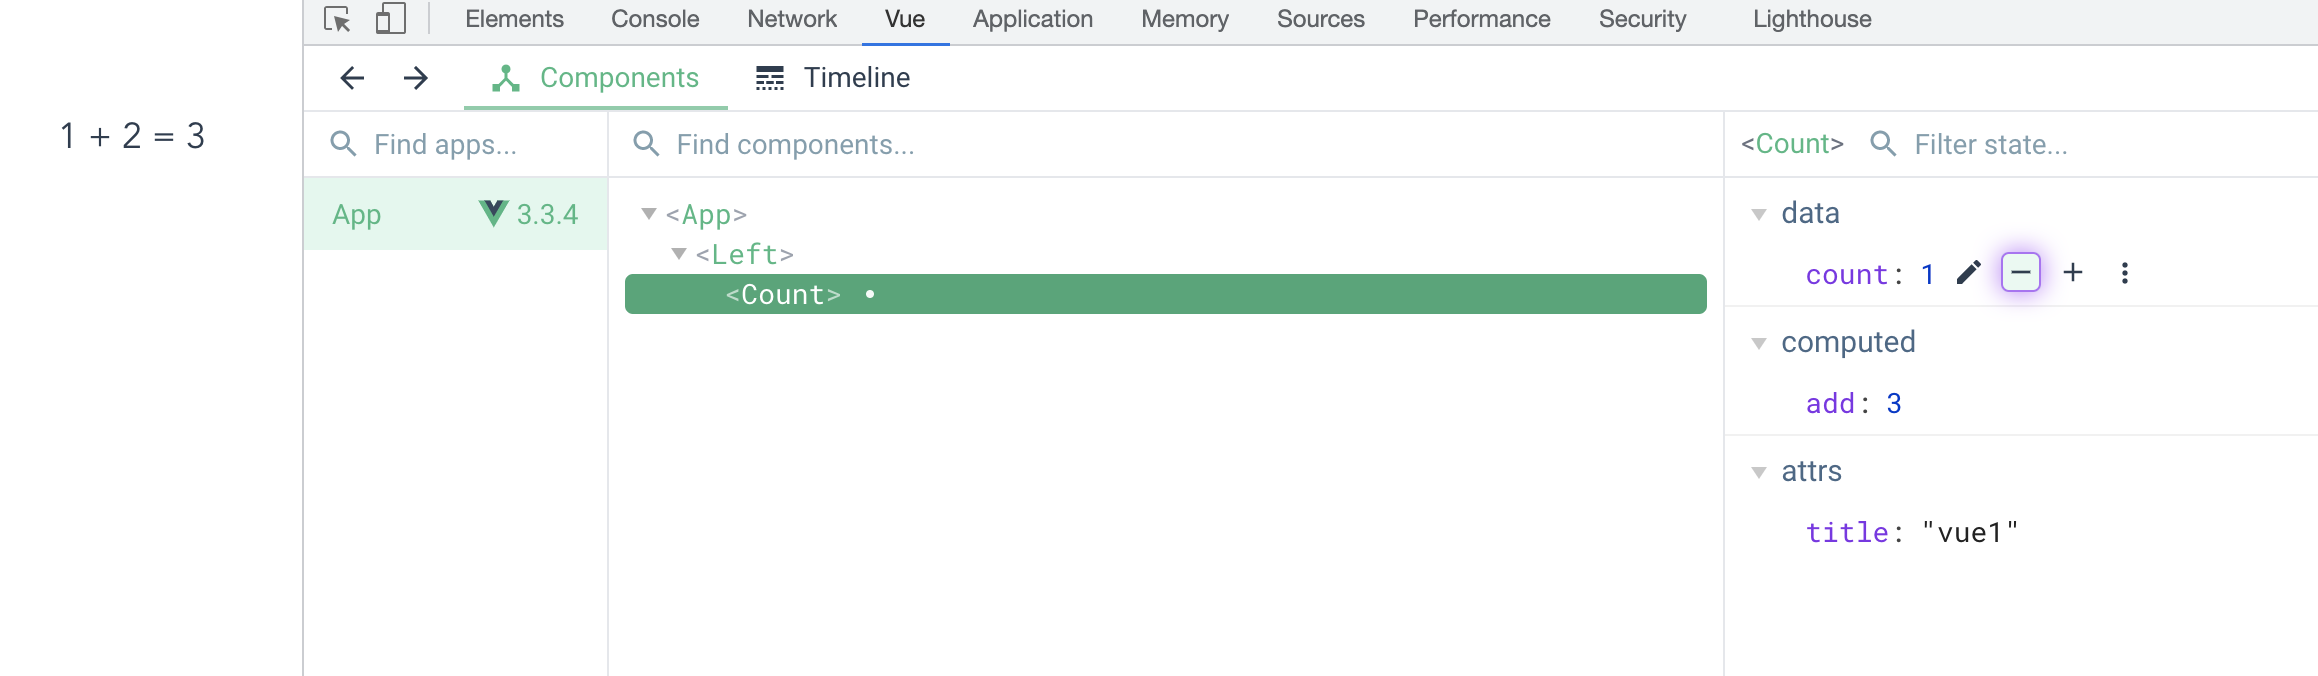 Elements Console Network Vue Application Memory Sources Performance Security Lighthouse
Components Timeline
1 + 2 = 3
Find apps...
Find components...
<Count> Filter state...
App 3.3.4
<App>
<Left>
<Count>
data
count: 1
computed
add: 3
attrs
title: "vue1"